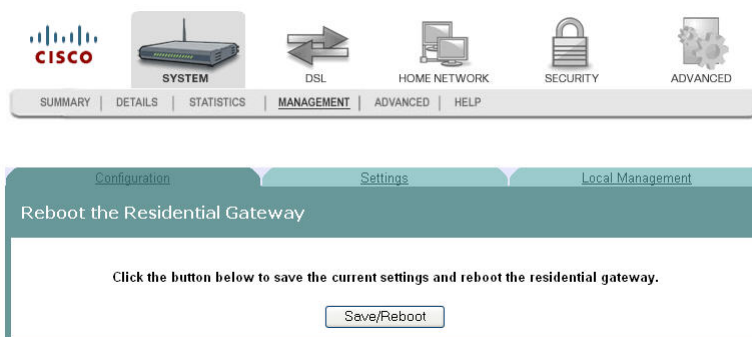 CISCO
SYSTEM DSL HOME NETWORK SECURITY ADVANCED
SUMMARY | DETAILS | STATISTICS | MANAGEMENT | ADVANCED | HELP
Configuration Settings Local Management
Reboot the Residential Gateway
Click the button below to save the current settings and reboot the residential gateway.
Save/Reboot